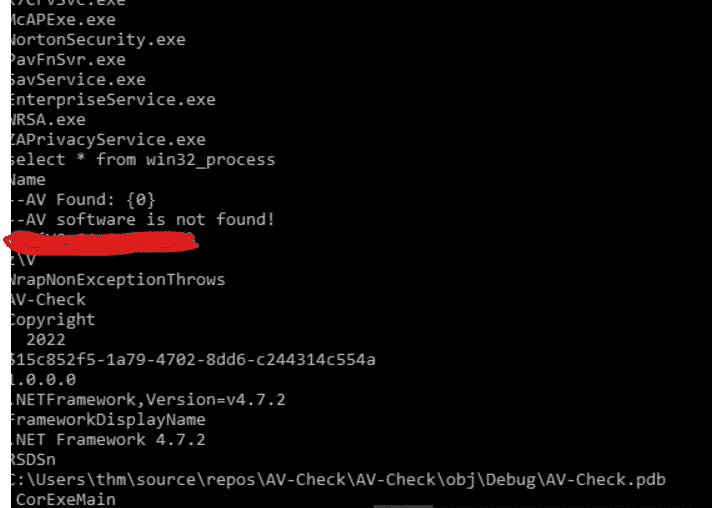 McAPExe.exe
NortonSecurity.exe
PavFnSvr.exe
SavService.exe
EnterpriseService.exe
WRSA.exe
ZAPrivacyService.exe
select * from win32_process
Name
--AV Found: {0}
--AV software is not found!
z\V
WrapNonExceptionThrows
AV-Check
Copyright
2022
$15c852f5-1a79-4702-8dd6-c244314c554a
1.0.0.0
.NETFramework,Version=v4.7.2
FrameworkDisplayName
.NET Framework 4.7.2
RSDSn
C:\Users\thm\source\repos\AV-Check\AV-Check\obj\Debug\AV-Check.pdb
_CorExeMain